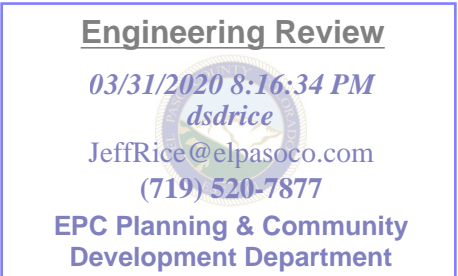 Engineering Review
03/31/2020 8:16:34 PM
dsdrice
JeffRice@elpasoco.com
(719) 520-7877
EPC Planning & Community
Development Department